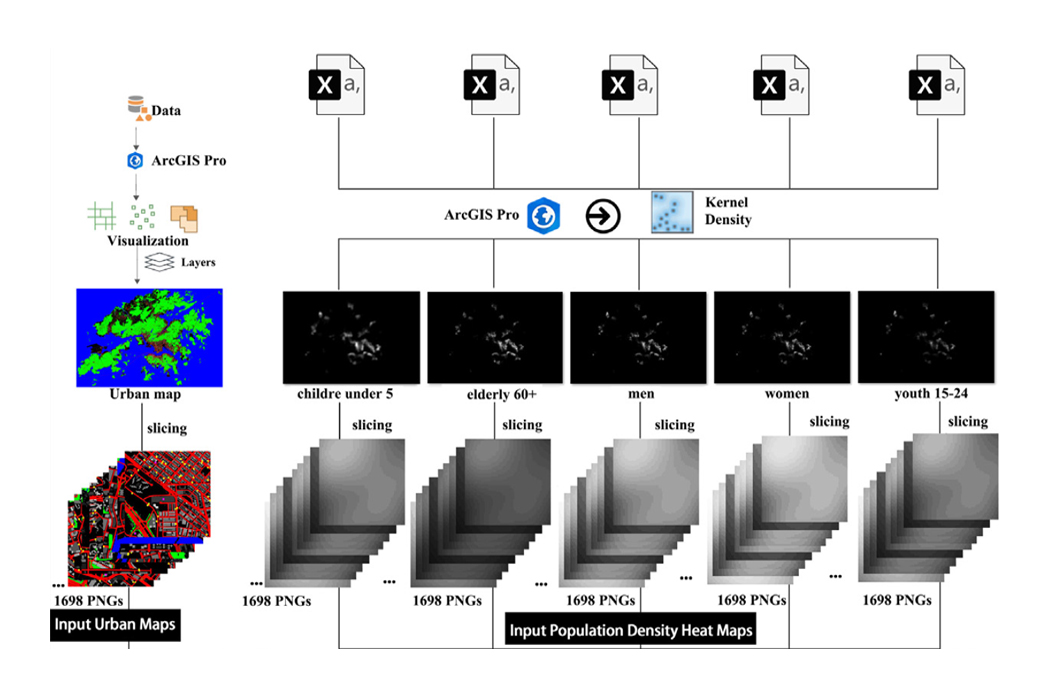 X a,
X a,
X a,
X a,
X a,
Data
ArcGIS Pro
Visualization
Layers
ArcGIS Pro
Kernel
Density
Urban map
childre under 5
elderly 60+
men
women
youth 15-24
slicing
slicing
slicing
slicing
slicing
slicing
...
...
...
...
...
...
1698 PNGs
1698 PNGs
1698 PNGs
1698 PNGs
1698 PNGs
1698 PNGs
Input Urban Maps
Input Population Density Heat Maps